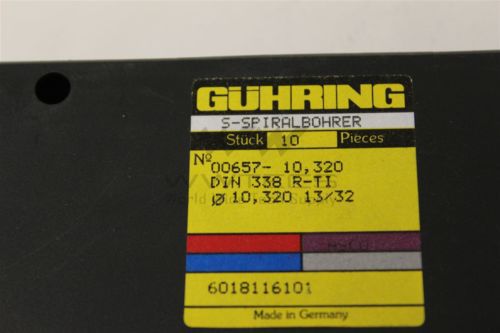 GÜHRING
S-SPIRALBOHRER
Stück 10 Pieces
Nº
00657- 10,320
DIN 338 R-TI
Ø 10,320 13/32
ASCO
6018116101
Made in Germany